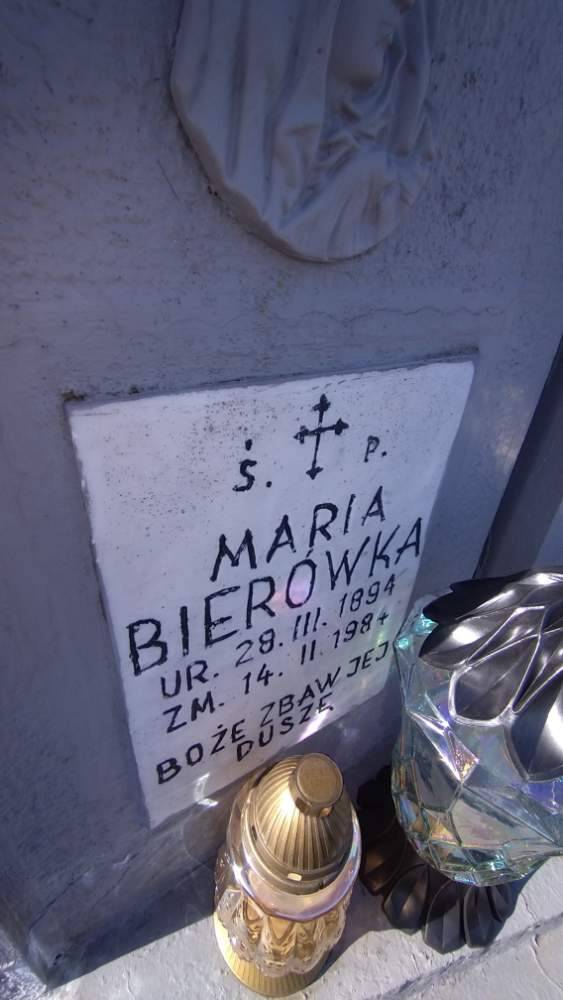 Ś. P.
MARIA
BIERÓWKA
UR. 28. III. 1894
ZM. 14. II. 1984
BOŻE ZBAW JEJ
DUSZĘ